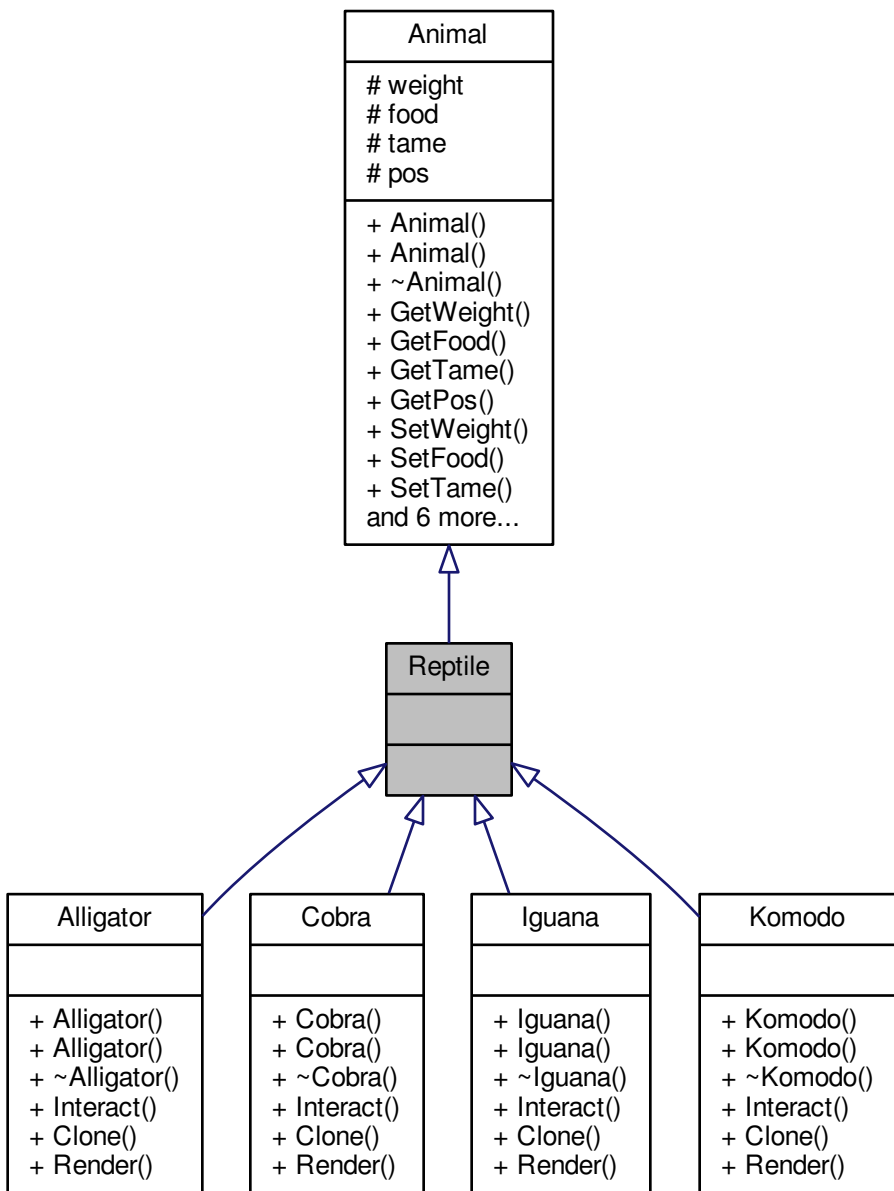 Animal
# weight
# food
# tame
# pos
+ Animal()
+ Animal()
+ ~Animal()
+ GetWeight()
+ GetFood()
+ GetTame()
+ GetPos()
+ SetWeight()
+ SetFood()
+ SetTame()
and 6 more...
Reptile
Alligator
+ Alligator()
+ Alligator()
+ ~Alligator()
+ Interact()
+ Clone()
+ Render()
Cobra
+ Cobra()
+ Cobra()
+ ~Cobra()
+ Interact()
+ Clone()
+ Render()
Iguana
+ Iguana()
+ Iguana()
+ ~Iguana()
+ Interact()
+ Clone()
+ Render()
Komodo
+ Komodo()
+ Komodo()
+ ~Komodo()
+ Interact()
+ Clone()
+ Render()